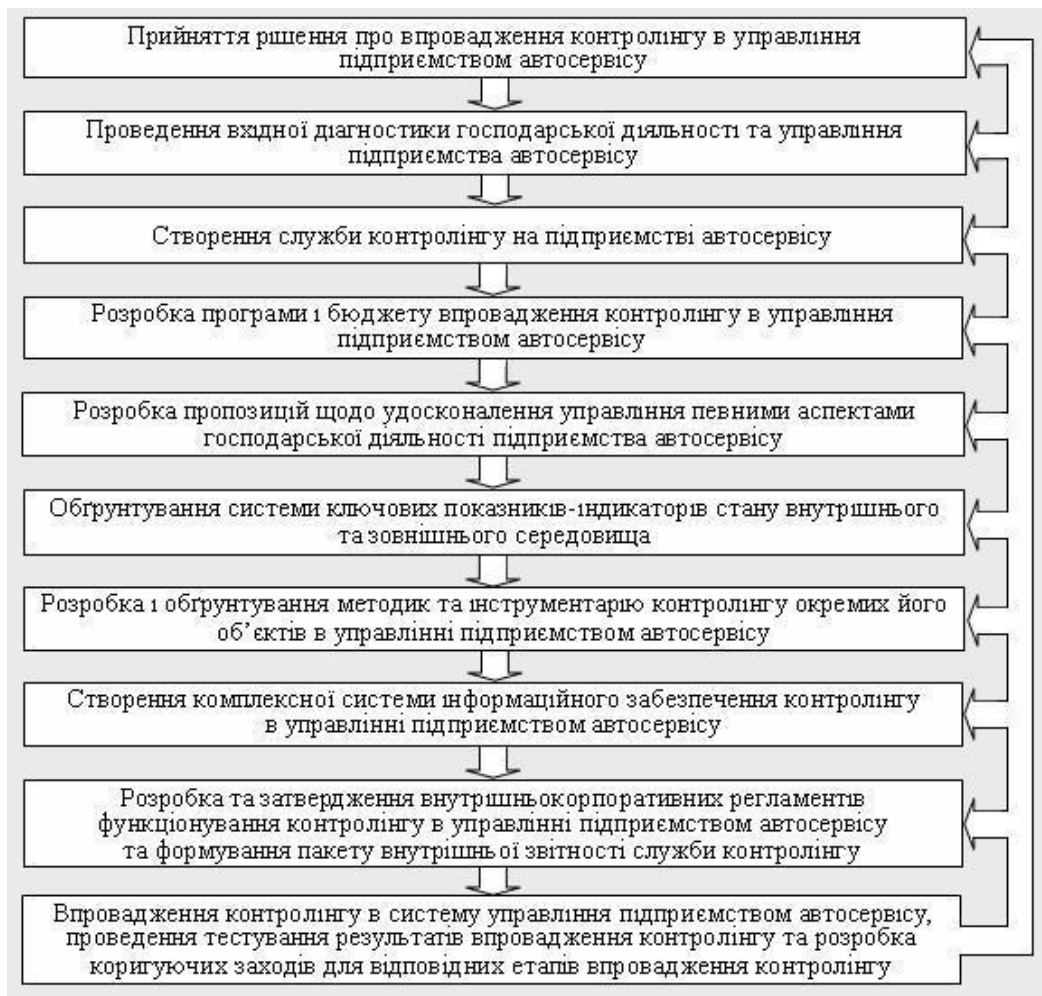 Прийняття рішення про впровадження контролінгу в управління
підприємством автосервісу
Проведення вхідної діагностики господарської діяльності та управління
підприємства автосервісу
Створення служби контролінгу на підприємстві автосервісу
Розробка програми і бюджету впровадження контролінгу в управління
підприємством автосервісу
Розробка пропозицій щодо удосконалення управління певними аспектами
господарської діяльності підприємства автосервісу
Обґрунтування системи ключових показників-індикаторів стану внутрішнього
та зовнішнього середовища
Розробка і обґрунтування методик та інструментарію контролінгу окремих його
об’єктів в управлінні підприємством автосервісу
Створення комплексної системи інформаційного забезпечення контролінгу
в управлінні підприємством автосервісу
Розробка та затвердження внутрішньокорпоративних регламентів
функціонування контролінгу в управлінні підприємством автосервісу
та формування пакету внутрішньої звітності служби контролінгу
Впровадження контролінгу в систему управління підприємством автосервісу,
проведення тестування результатів впровадження контролінгу та розробка
коригуючих заходів для відповідних етапів впровадження контролінгу